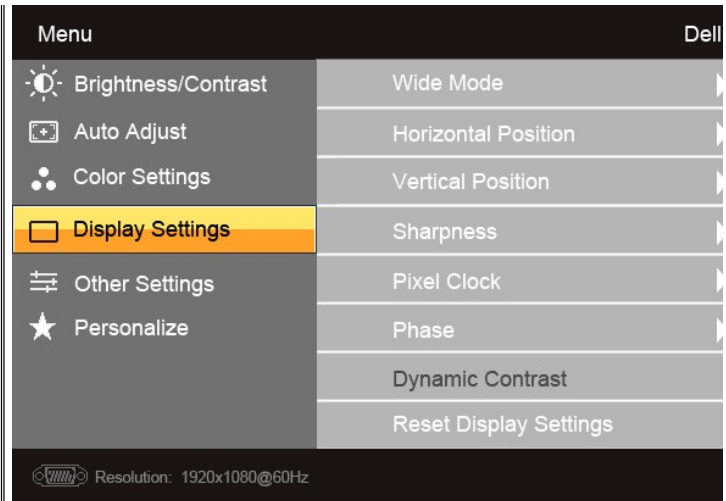 Menu Dell
Brightness/Contrast Wide Mode
Auto Adjust Horizontal Position
Color Settings Vertical Position
Display Settings Sharpness
Other Settings Pixel Clock
Personalize Phase
Dynamic Contrast
Reset Display Settings
Resolution: 1920x1080@60Hz